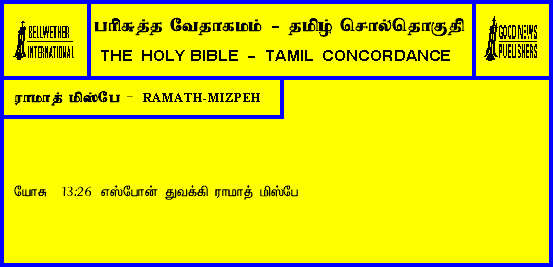 BELLWETHER
INTERNATIONAL
பரிசுத்த வேதாகமம் - தமிழ் சொல்தொகுதி
THE HOLY BIBLE - TAMIL CONCORDANCE
GOOD NEWS
PUBLISHERS
ராமாத் மிஸ்பே - RAMATH-MIZPEH
யோசு 13:26 எஸ்போன் துவக்கி ராமாத் மிஸ்பே